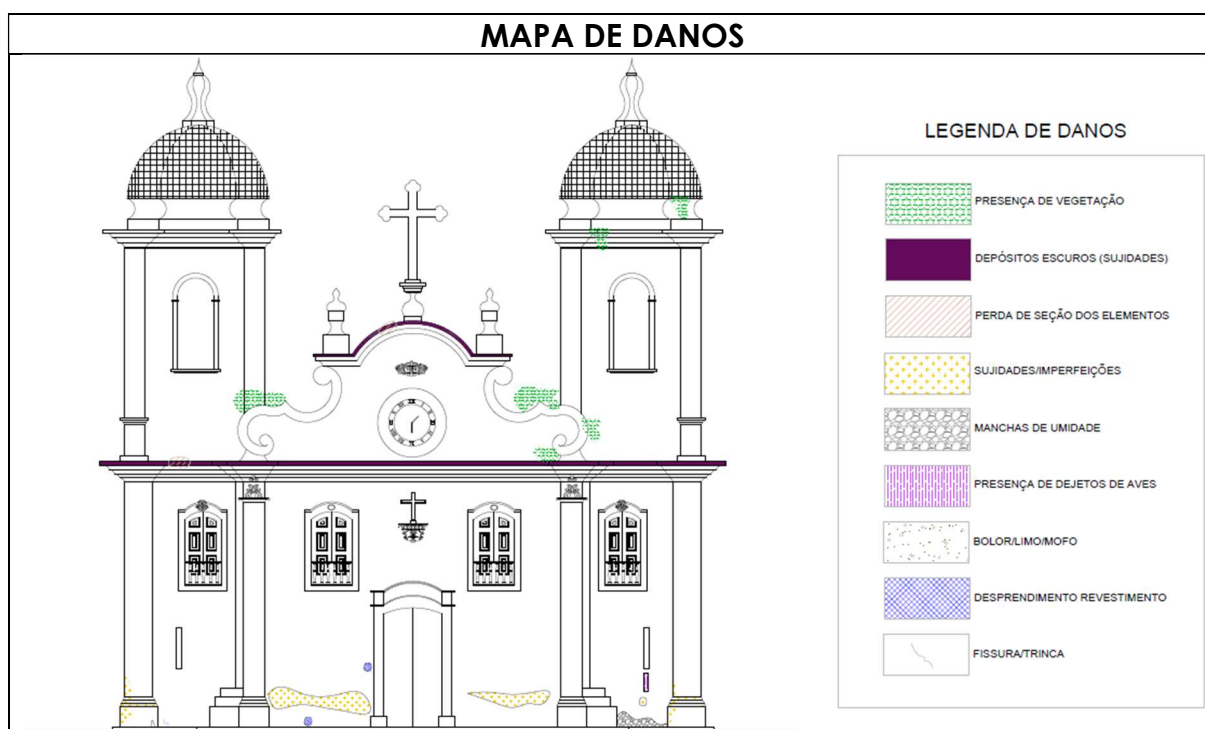 MAPA DE DANOS
LEGENDA DE DANOS
PRESENÇA DE VEGETAÇÃO
DEPÓSITOS ESCUROS (SUJIDADES)
PERDA DE SEÇÃO DOS ELEMENTOS
SUJIDADES/IMPERFEIÇÕES
MANCHAS DE UMIDADE
PRESENÇA DE DEJETOS DE AVES
BOLOR/LIMO/MOFO
DESPRENDIMENTO REVESTIMENTO
FISSURA/TRINCA